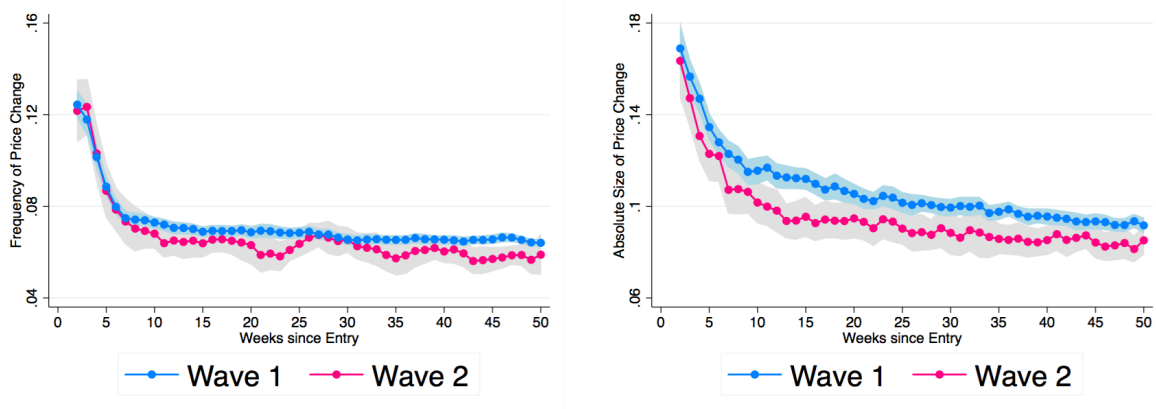 Frequency of Price Change
.16
.12
.08
.04
0 5 10 15 20 25 30 35 40 45 50
Weeks since Entry
Wave 1 Wave 2
Absolute Size of Price Change
.18
.14
.1
.06
0 5 10 15 20 25 30 35 40 45 50
Weeks since Entry
Wave 1 Wave 2